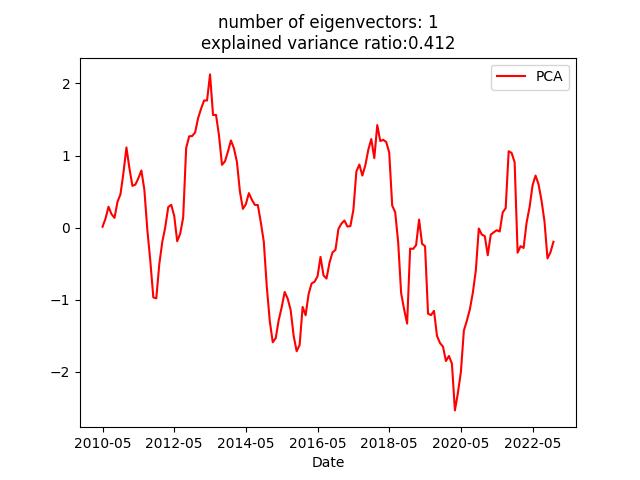 number of eigenvectors: 1
explained variance ratio:0.412
PCA
2
1
0
−1
−2
2010-05 2012-05 2014-05 2016-05 2018-05 2020-05 2022-05
Date